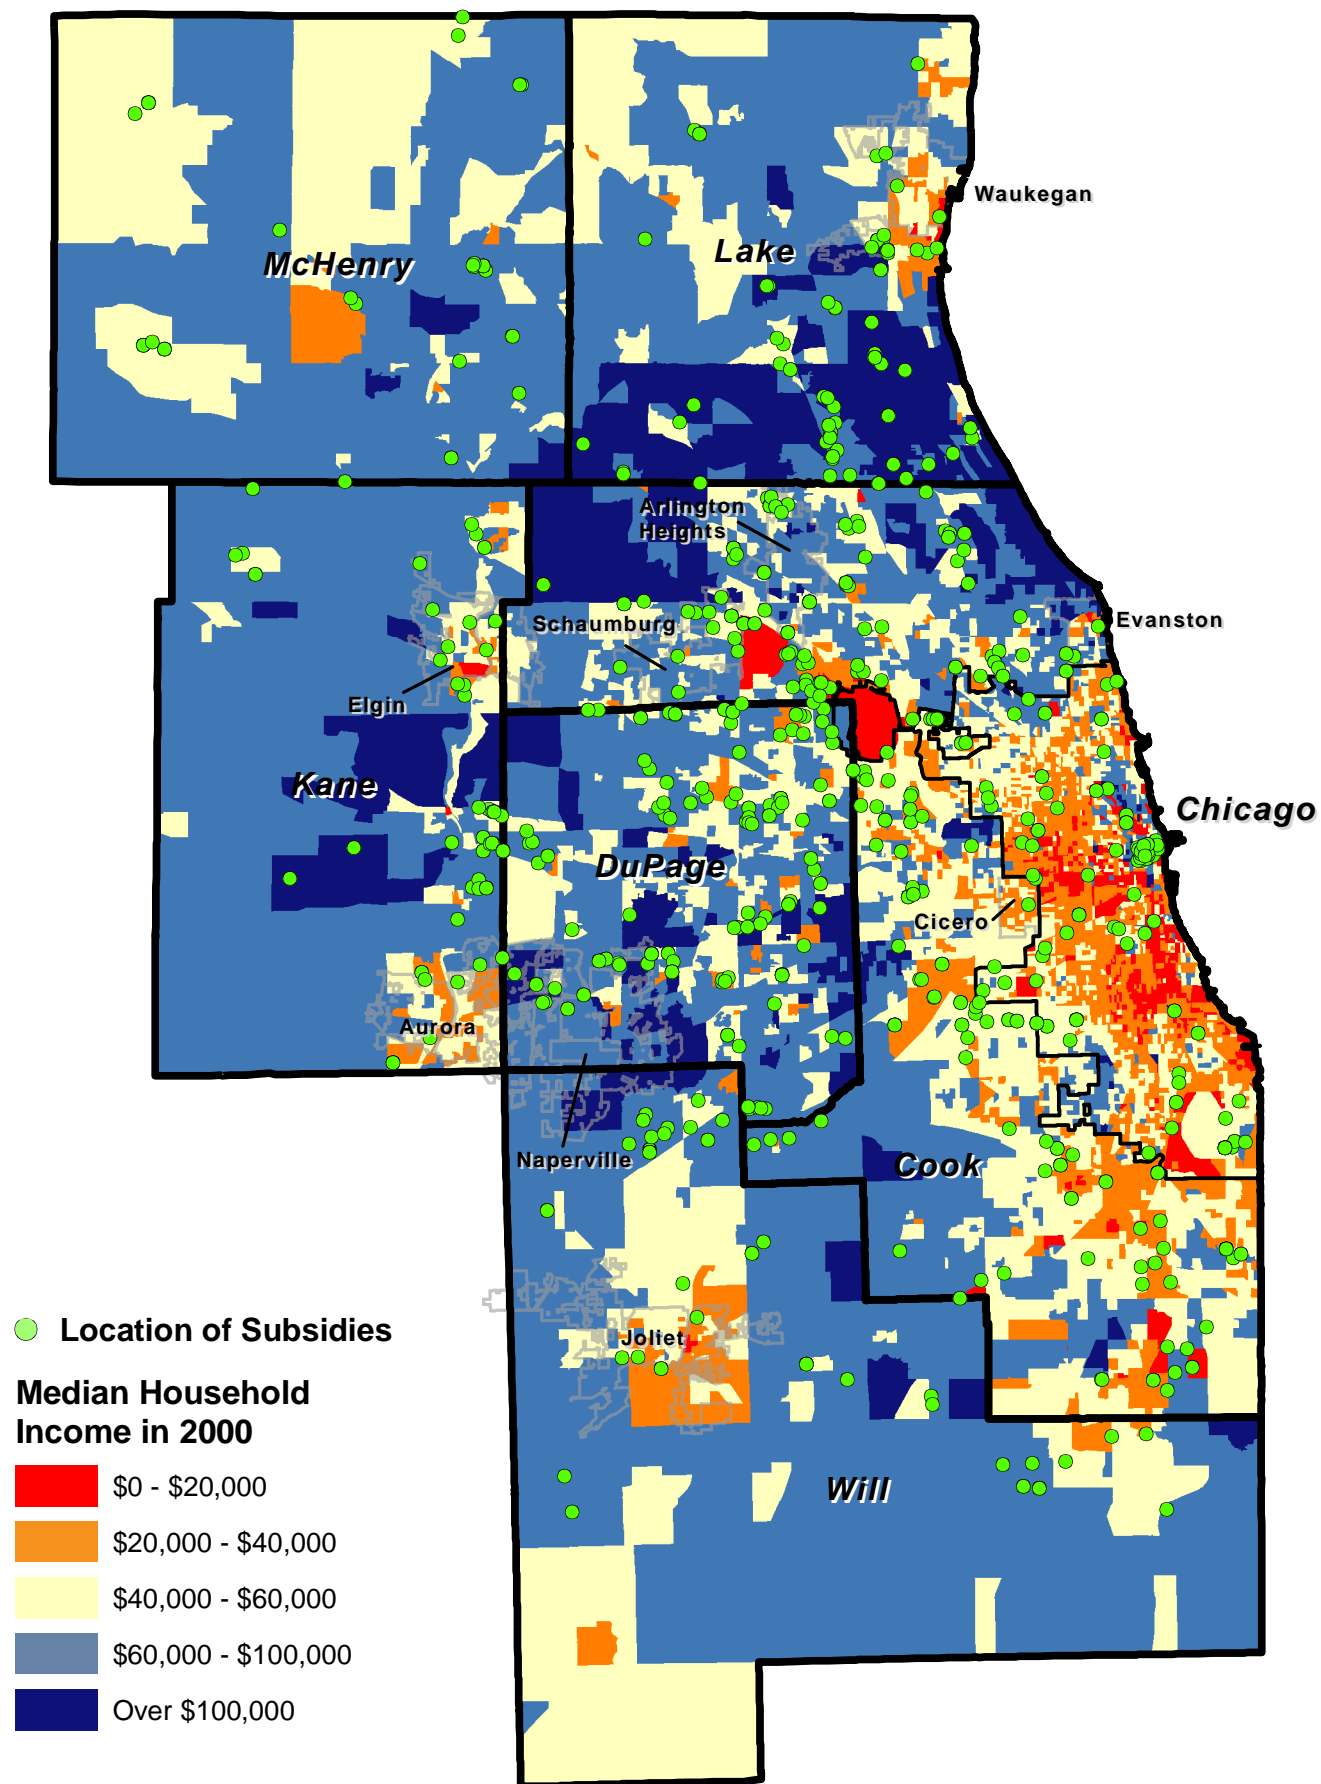 Waukegan
McHenry
Lake
Arlington
Heights
Schaumburg
Evanston
Elgin
Kane
Chicago
DuPage
Cicero
Aurora
Naperville
Cook
Joliet
Will
Location of Subsidies
Median Household
Income in 2000
$0 - $20,000
$20,000 - $40,000
$40,000 - $60,000
$60,000 - $100,000
Over $100,000